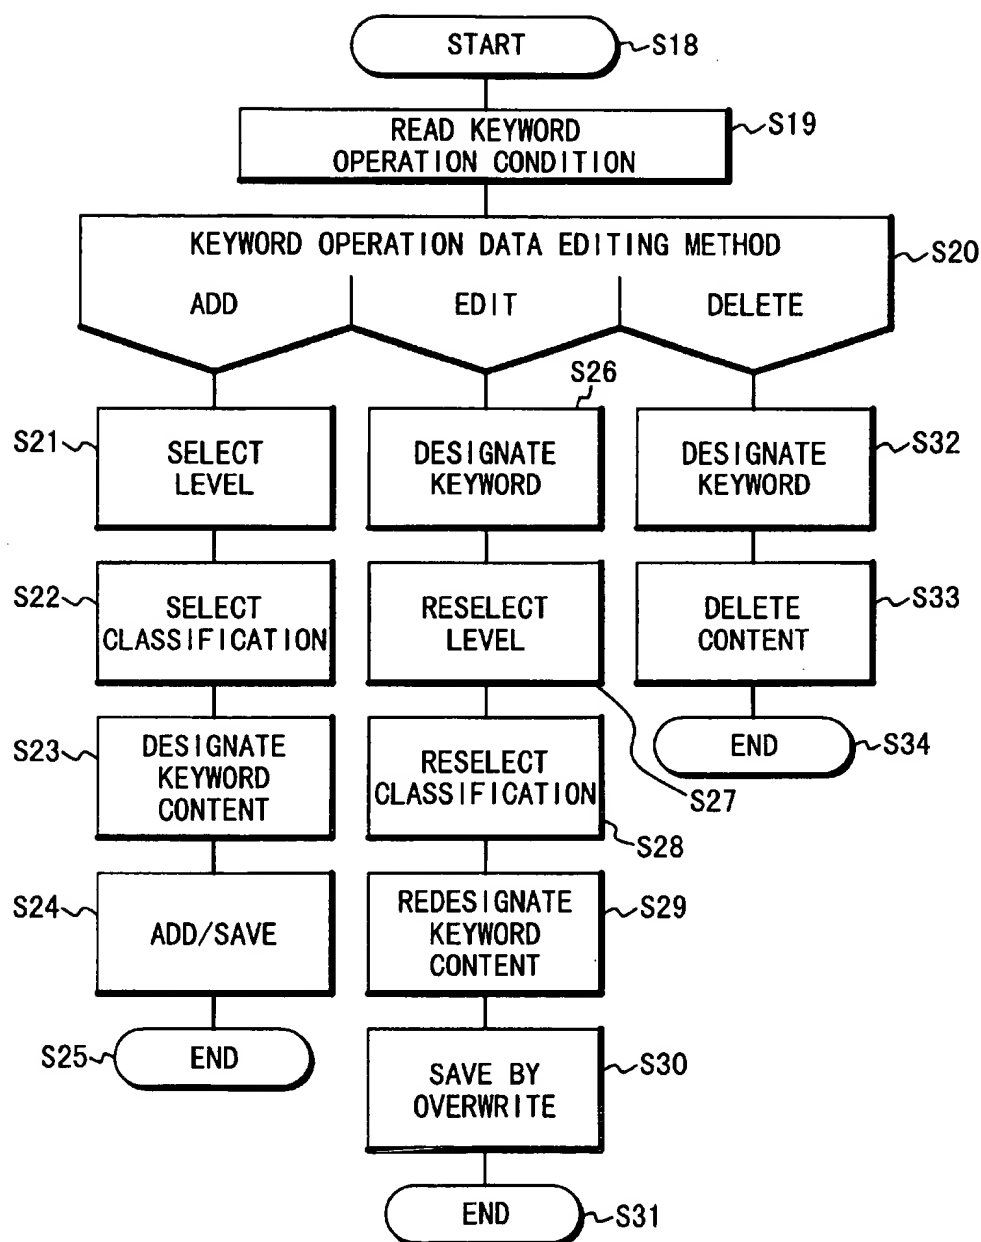 START
S18
READ KEYWORD
OPERATION CONDITION
S19
KEYWORD OPERATION DATA EDITING METHOD
S20
ADD
EDIT
DELETE
S21
SELECT
LEVEL
S22
SELECT
CLASSIFICATION
S23
DESIGNATE
KEYWORD
CONTENT
S24
ADD/SAVE
S25
END
S26
DESIGNATE
KEYWORD
RESELECT
LEVEL
S27
RESELECT
CLASSIFICATION
S28
REDESIGNATE
KEYWORD
CONTENT
S29
SAVE BY
OVERWRITE
S30
END
S31
DESIGNATE
KEYWORD
S32
DELETE
CONTENT
S33
END
S34